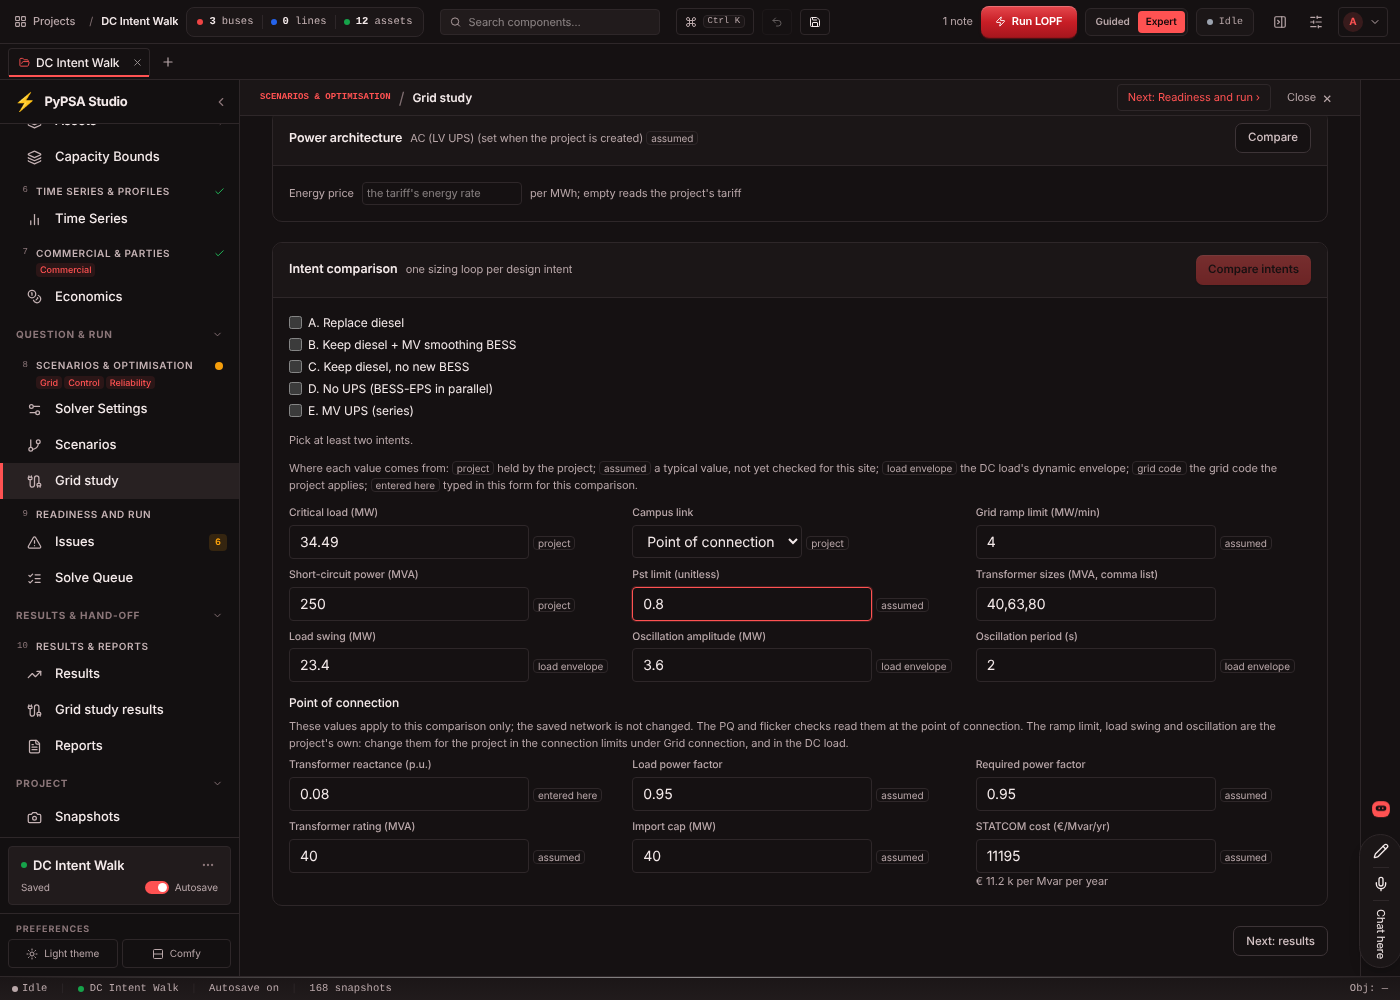 Projects / DC Intent Walk 3 buses 0 lines 12 assets Search components... ⌘ Ctrl K 1 note Run LOPF Guided Expert Idle A
DC Intent Walk × +
PyPSA Studio
SCENARIOS & OPTIMISATION / Grid study Next: Readiness and run › Close ×
Assets
Capacity Bounds
6 TIME SERIES & PROFILES
Time Series
7 COMMERCIAL & PARTIES
Commercial
Economics
QUESTION & RUN
8 SCENARIOS & OPTIMISATION
Grid Control Reliability
Solver Settings
Scenarios
Grid study
9 READINESS AND RUN
Issues 6
Solve Queue
RESULTS & HAND-OFF
10 RESULTS & REPORTS
Results
Grid study results
Reports
PROJECT
Snapshots
DC Intent Walk ...
Saved Autosave
PREFERENCES
Light theme Comfy
Power architecture AC (LV UPS) (set when the project is created) assumed Compare
Energy price the tariff's energy rate per MWh; empty reads the project's tariff
Intent comparison one sizing loop per design intent Compare intents
A. Replace diesel
B. Keep diesel + MV smoothing BESS
C. Keep diesel, no new BESS
D. No UPS (BESS-EPS in parallel)
E. MV UPS (series)
Pick at least two intents.
Where each value comes from: project held by the project; assumed a typical value, not yet checked for this site; load envelope the DC load's dynamic envelope; grid code the grid code the
project applies; entered here typed in this form for this comparison.
Critical load (MW) Campus link Grid ramp limit (MW/min)
34.49 project Point of connection project 4 assumed
Short-circuit power (MVA) Pst limit (unitless) Transformer sizes (MVA, comma list)
250 project 0.8 assumed 40,63,80
Load swing (MW) Oscillation amplitude (MW) Oscillation period (s)
23.4 load envelope 3.6 load envelope 2 load envelope
Point of connection
These values apply to this comparison only; the saved network is not changed. The PQ and flicker checks read them at the point of connection. The ramp limit, load swing and oscillation are the
project's own: change them for the project in the connection limits under Grid connection, and in the DC load.
Transformer reactance (p.u.) Load power factor Required power factor
0.08 entered here 0.95 assumed 0.95 assumed
Transformer rating (MVA) Import cap (MW) STATCOM cost (€/Mvar/yr)
40 assumed 40 assumed 11195 assumed
€ 11.2 k per Mvar per year
Next: results
Chat here
Idle DC Intent Walk Autosave on 168 snapshots Obj: —